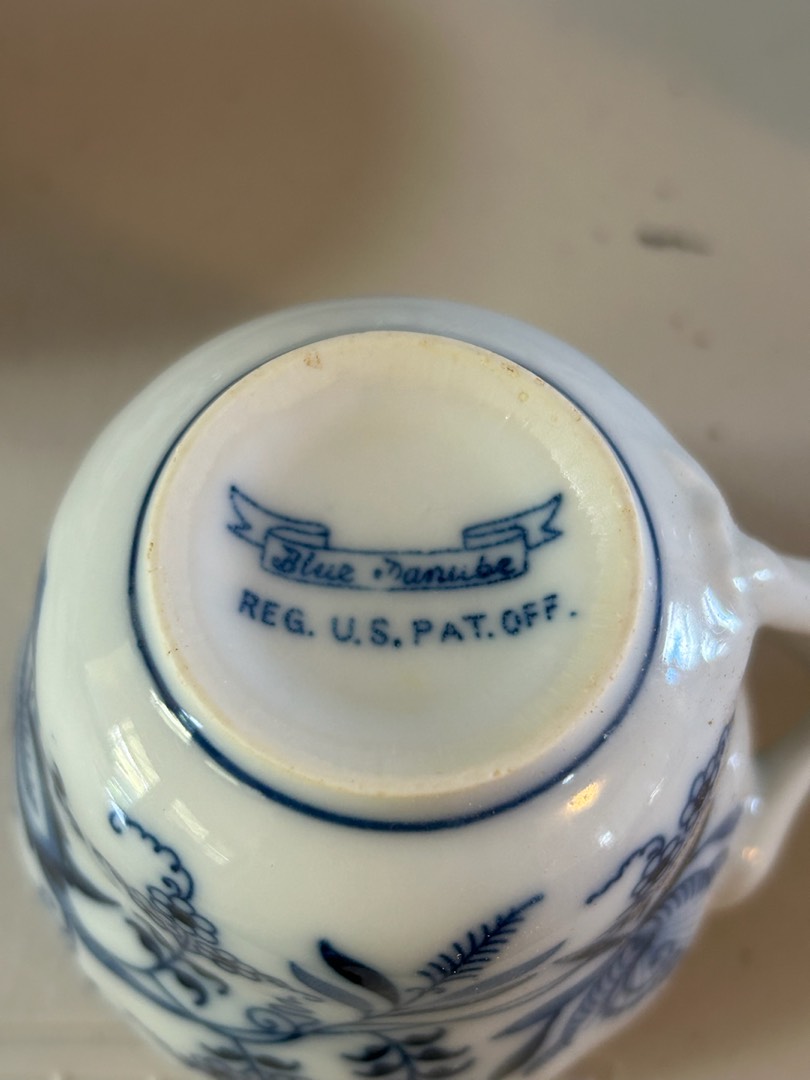 Blue Danube
REG. U.S. PAT. OFF.